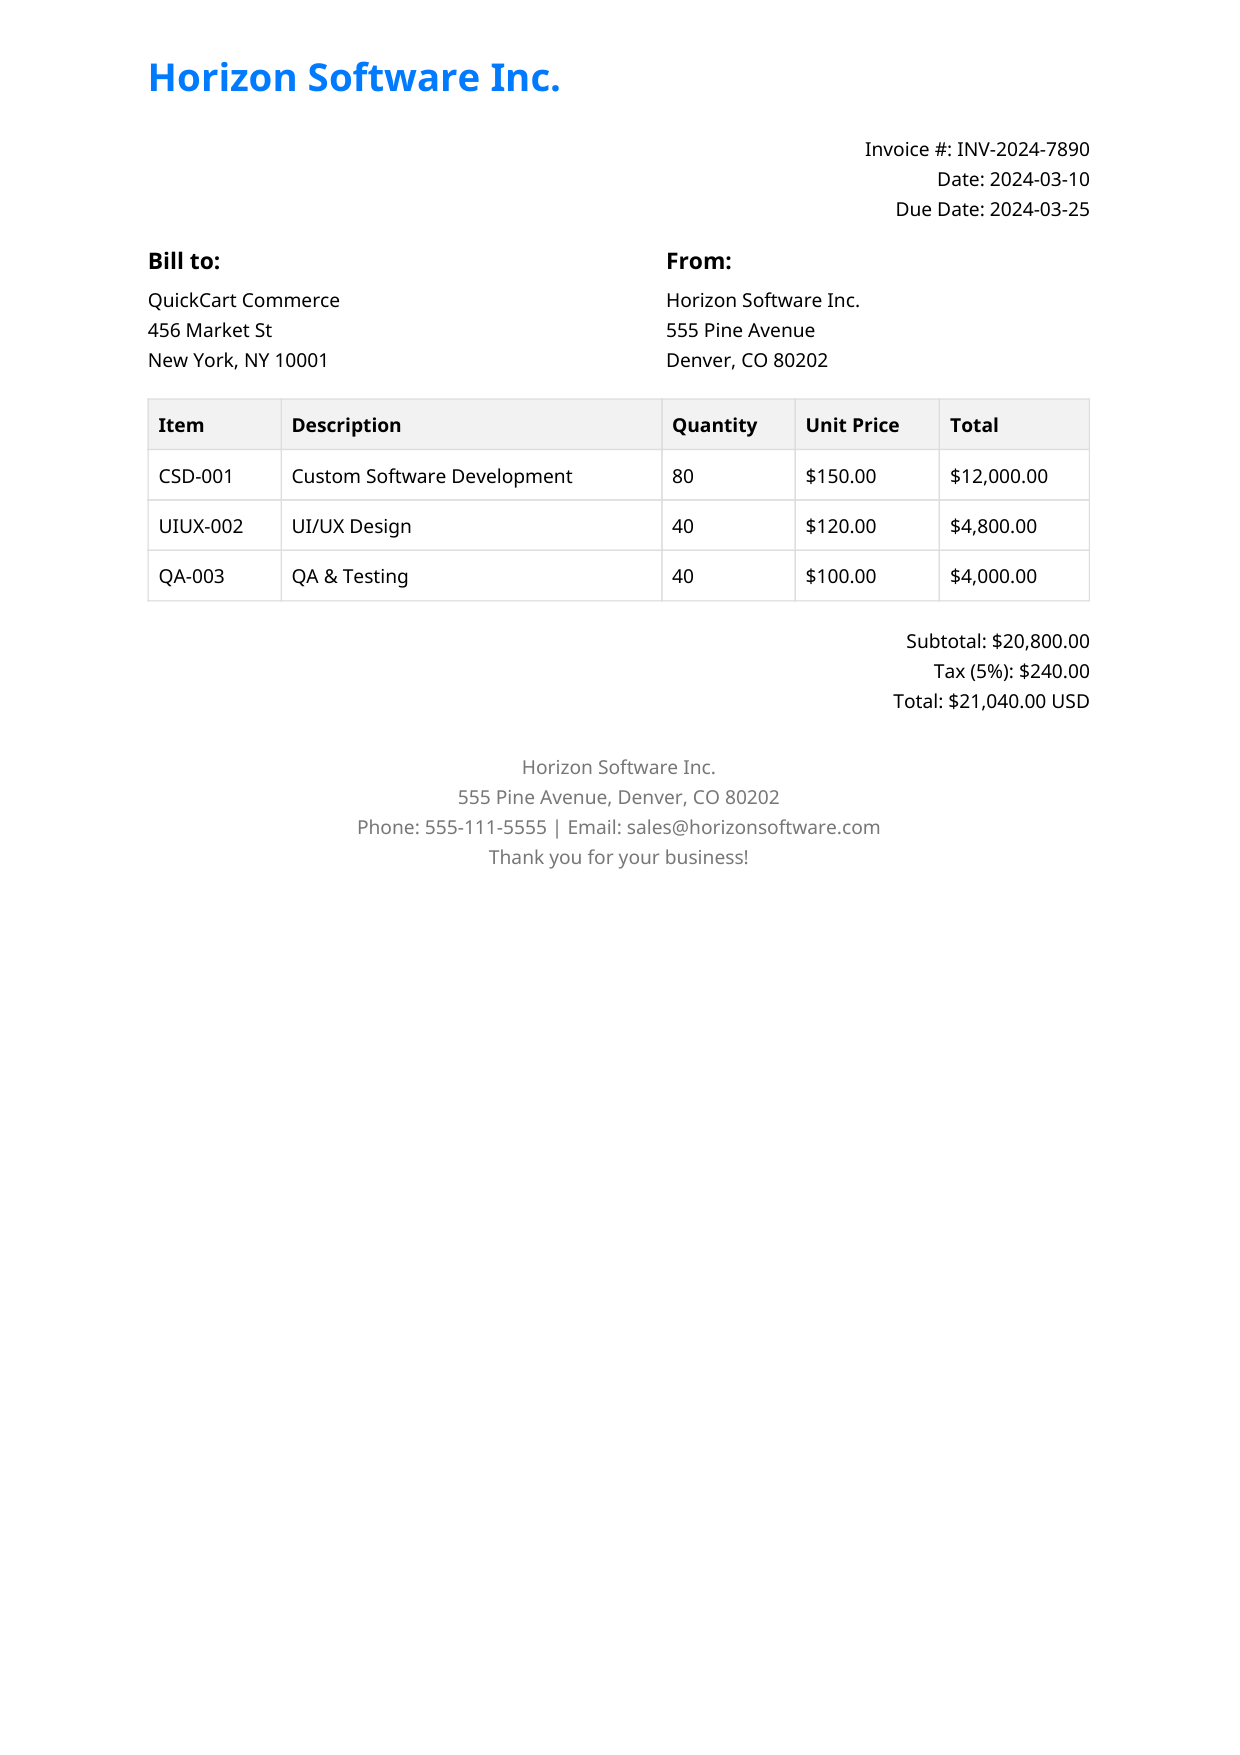 Horizon Software Inc.
Invoice #: INV-2024-7890
Date: 2024-03-10
Due Date: 2024-03-25
Bill to:
QuickCart Commerce
456 Market St
New York, NY 10001
From:
Horizon Software Inc.
555 Pine Avenue
Denver, CO 80202
Item Description Quantity Unit Price Total
CSD-001 Custom Software Development 80 $150.00 $12,000.00
UIUX-002 UI/UX Design 40 $120.00 $4,800.00
QA-003 QA & Testing 40 $100.00 $4,000.00
Subtotal: $20,800.00
Tax (5%): $240.00
Total: $21,040.00 USD
Horizon Software Inc.
555 Pine Avenue, Denver, CO 80202
Phone: 555-111-5555 | Email: sales@horizonsoftware.com
Thank you for your business!